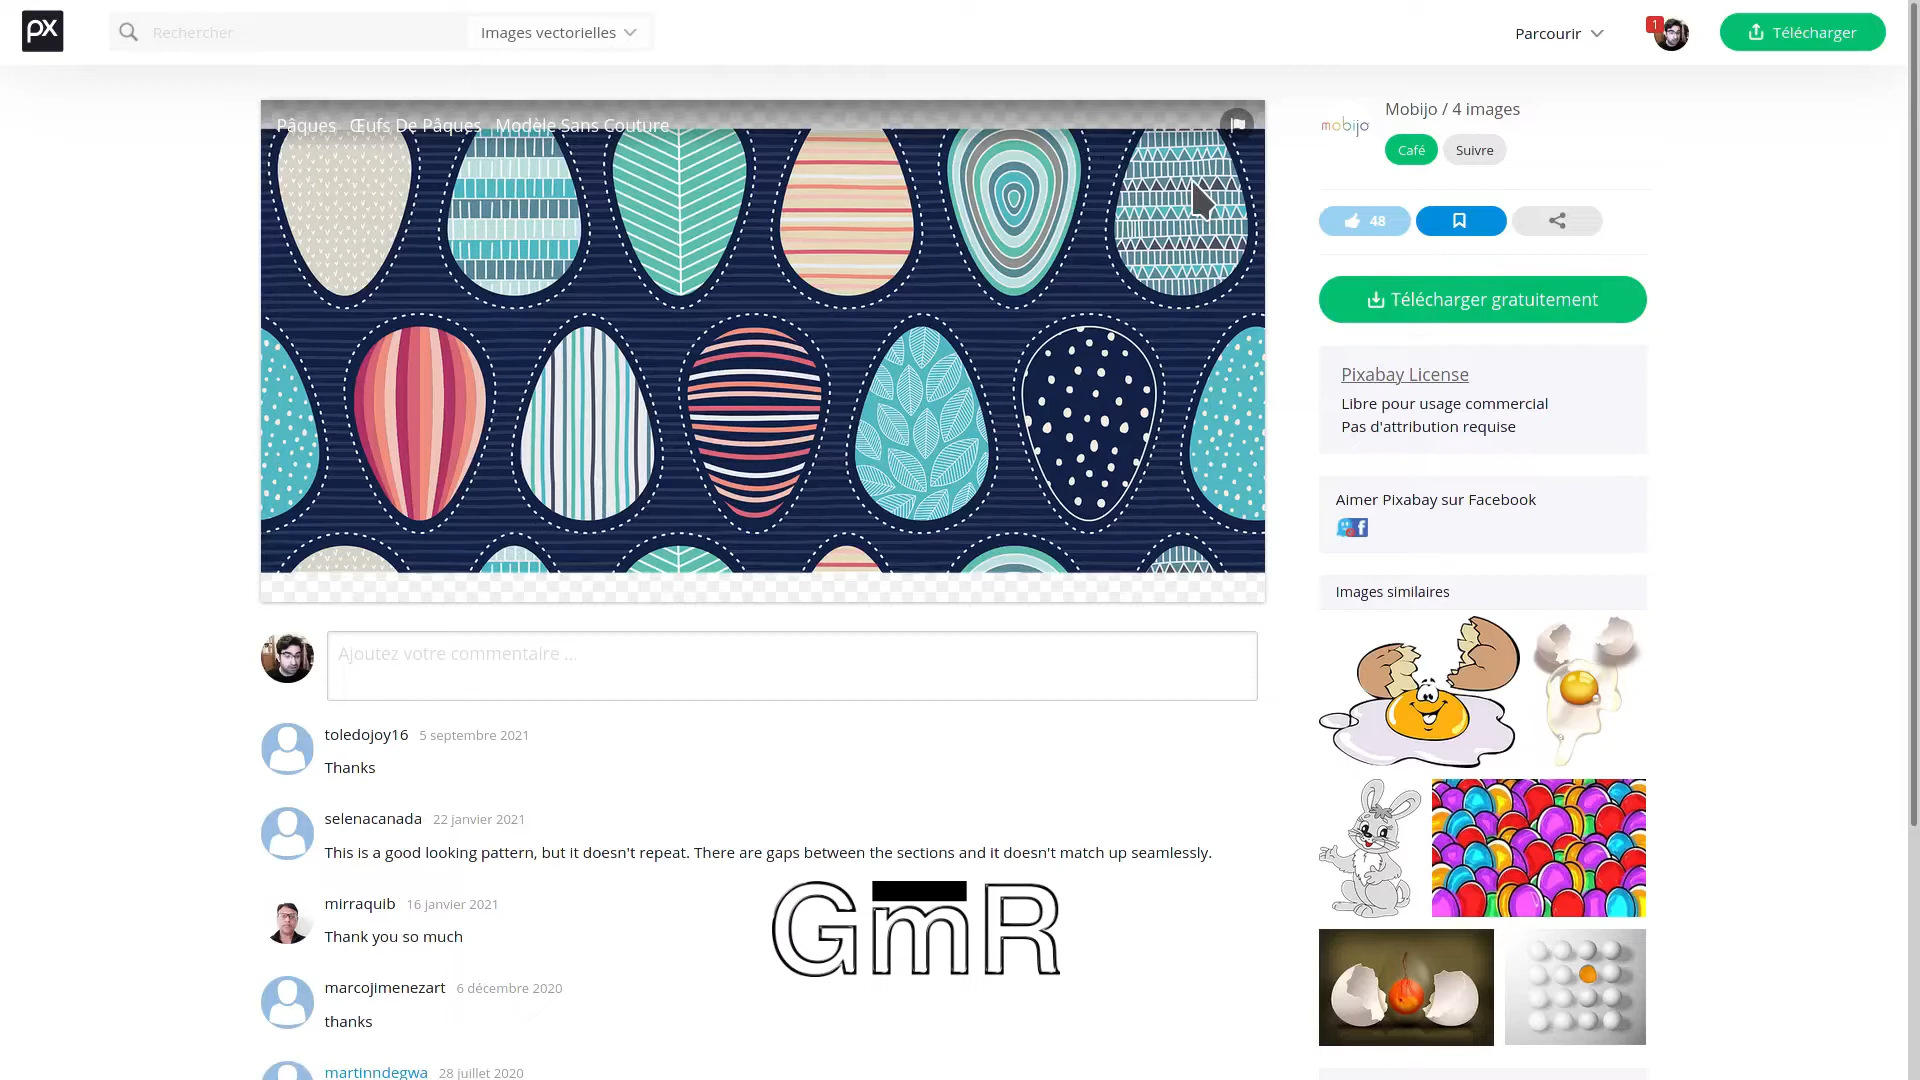 px
Rechercher
Images vectorielles
Parcourir
1
Télécharger
Pâques Œufs De Pâques Modèle Sans Couture
mobijo
Mobijo / 4 images
Café
Suivre
48
Télécharger gratuitement
Pixabay License
Libre pour usage commercial
Pas d'attribution requise
Aimer Pixabay sur Facebook
f
Images similaires
Ajoutez votre commentaire ...
toledojoy16 5 septembre 2021
Thanks
selenacanada 22 janvier 2021
This is a good looking pattern, but it doesn't repeat. There are gaps between the sections and it doesn't match up seamlessly.
mirraquib 16 janvier 2021
Thank you so much
marcojimenezart 6 décembre 2020
thanks
martinndegwa 28 juillet 2020
GmR